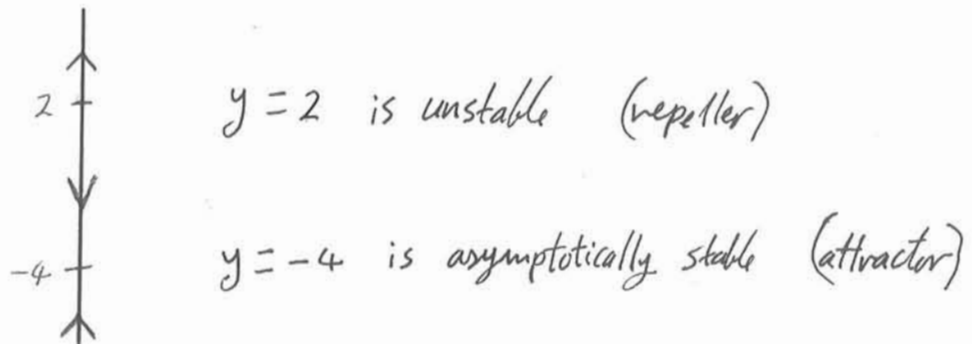 2 y = 2 is unstable (repeller)
-4 y = -4 is asymptotically stable (attractor)